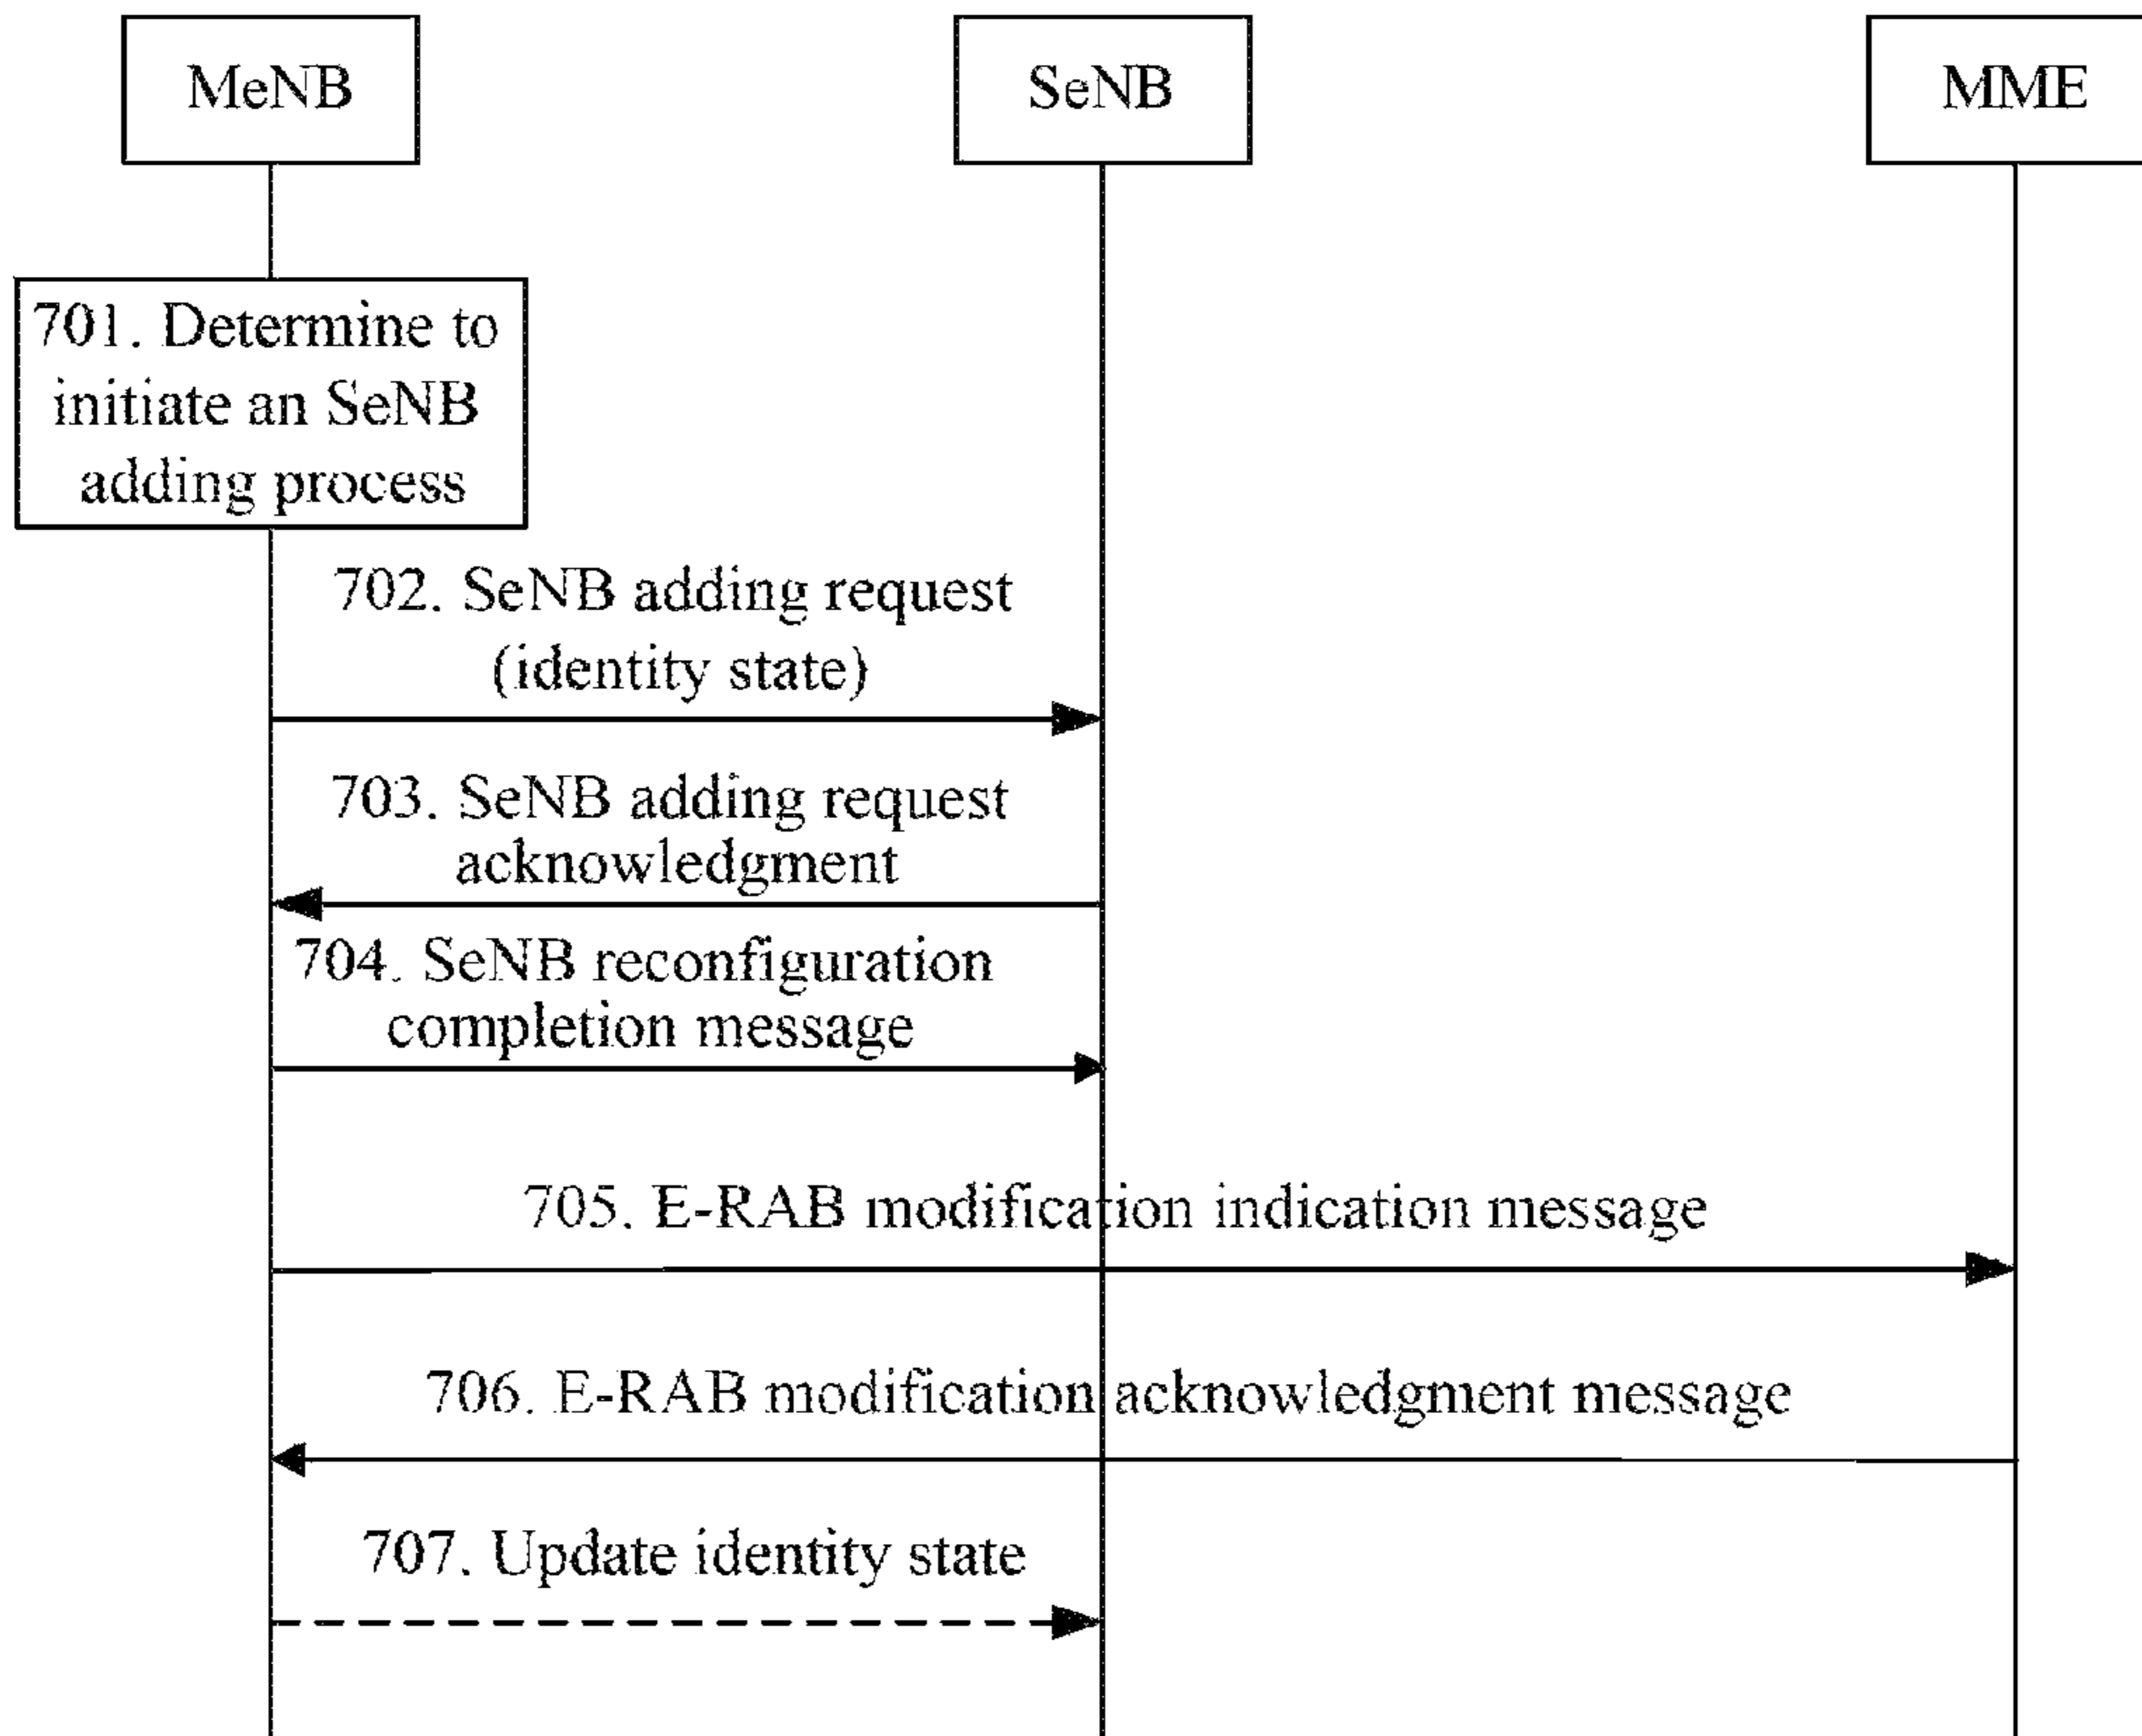 MeNB
SeNB
MME
701. Determine to
initiate an SeNB
adding process
702. SeNB adding request
(identity state)
703. SeNB adding request
acknowledgment
704. SeNB reconfiguration
completion message
705. E-RAB modification indication message
706. E-RAB modification acknowledgment message
707. Update identity state